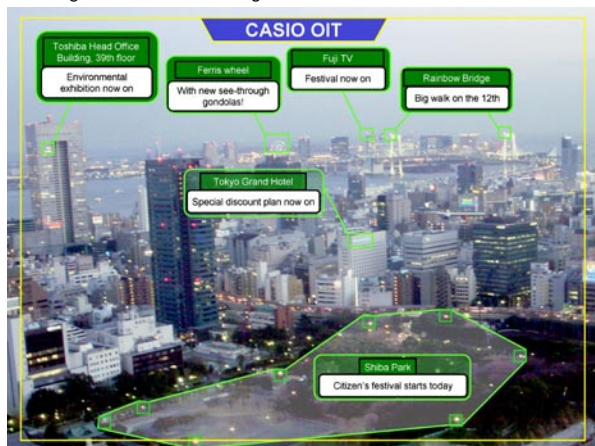 CASIO OIT
Toshiba Head Office
Building, 39th floor
Environmental
exhibition now on
Ferris wheel
With new see-through
gondolas!
Fuji TV
Festival now on
Rainbow Bridge
Big walk on the 12th
Tokyo Grand Hotel
Special discount plan now on
Shiba Park
Citizen's festival starts today